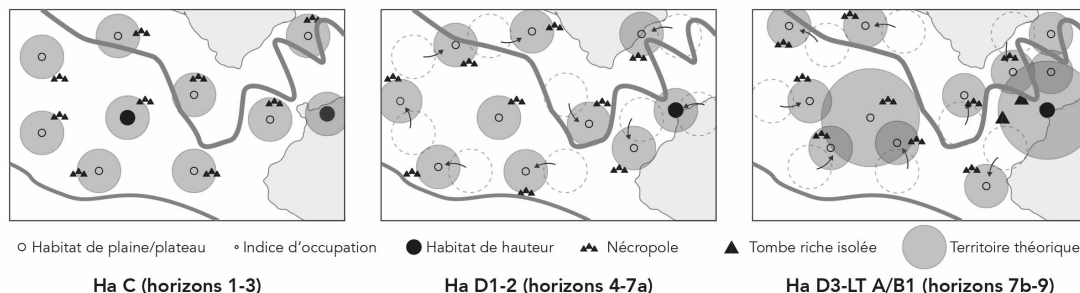 Habitat de plaine/plateau Indice d'occupation Habitat de hauteur Nécropole Tombe riche isolée Territoire théorique
Ha C (horizons 1-3) Ha D1-2 (horizons 4-7a) Ha D3-LT A/B1 (horizons 7b-9)